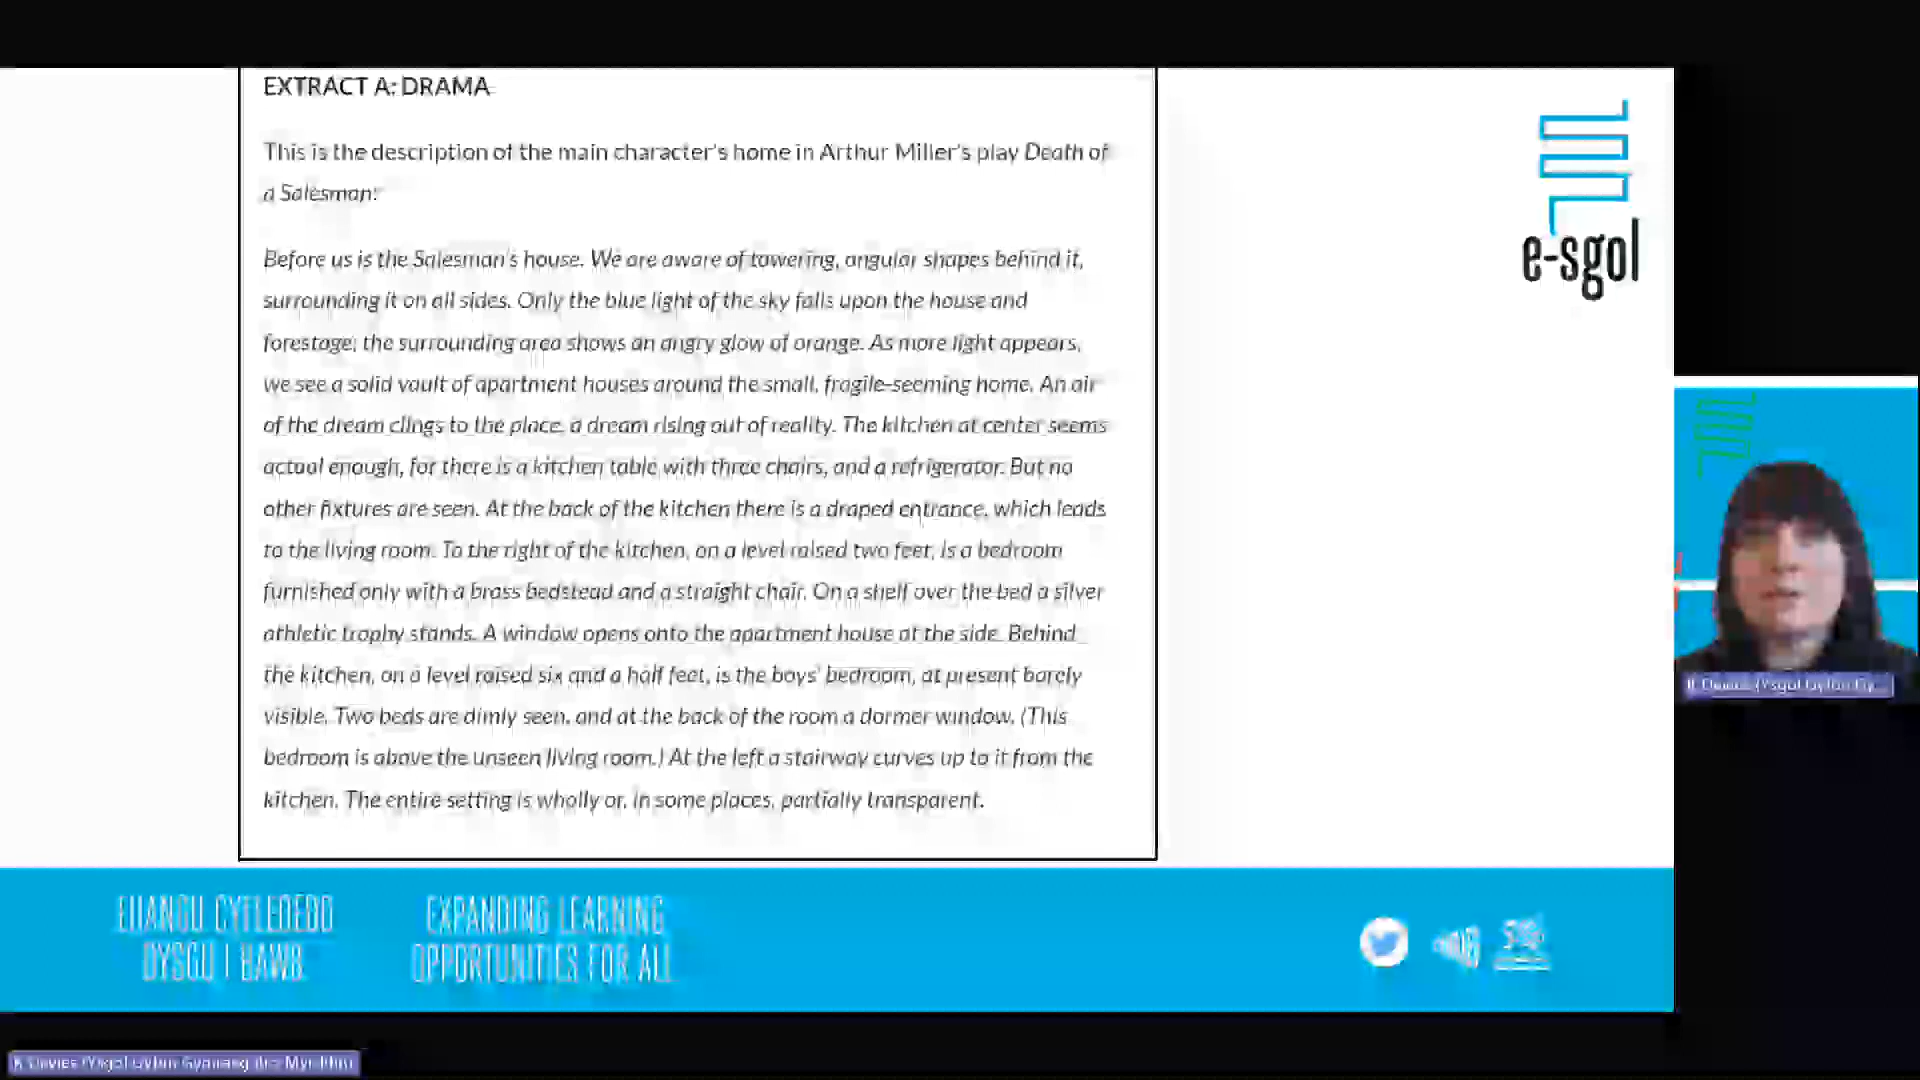 EXTRACT A: DRAMA
This is the description of the main character's home in Arthur Miller's play Death of
a Salesman:
Before us is the Salesman's house. We are aware of towering, angular shapes behind it,
surrounding it on all sides. Only the blue light of the sky falls upon the house and
forestage; the surrounding area shows an angry glow of orange. As more light appears,
we see a solid vault of apartment houses around the small, fragile-seeming home. An air
of the dream clings to the place, a dream rising out of reality. The kitchen at center seems
actual enough, for there is a kitchen table with three chairs, and a refrigerator. But no
other fixtures are seen. At the back of the kitchen there is a draped entrance, which leads
to the living room. To the right of the kitchen, on a level raised two feet, is a bedroom
furnished only with a brass bedstead and a straight chair. On a shelf over the bed a silver
athletic trophy stands. A window opens onto the apartment house at the side. Behind
the kitchen, on a level raised six and a half feet, is the boys' bedroom, at present barely
visible. Two beds are dimly seen, and at the back of the room a dormer window. (This
bedroom is above the unseen living room.) At the left a stairway curves up to it from the
kitchen. The entire setting is wholly or, in some places, partially transparent.
e-sgol
EHANGU CYFLEOEDD
DYSGU I BAWB
EXPANDING LEARNING
OPPORTUNITIES FOR ALL
K Davies (Ysgol
K Davies (Ysgol